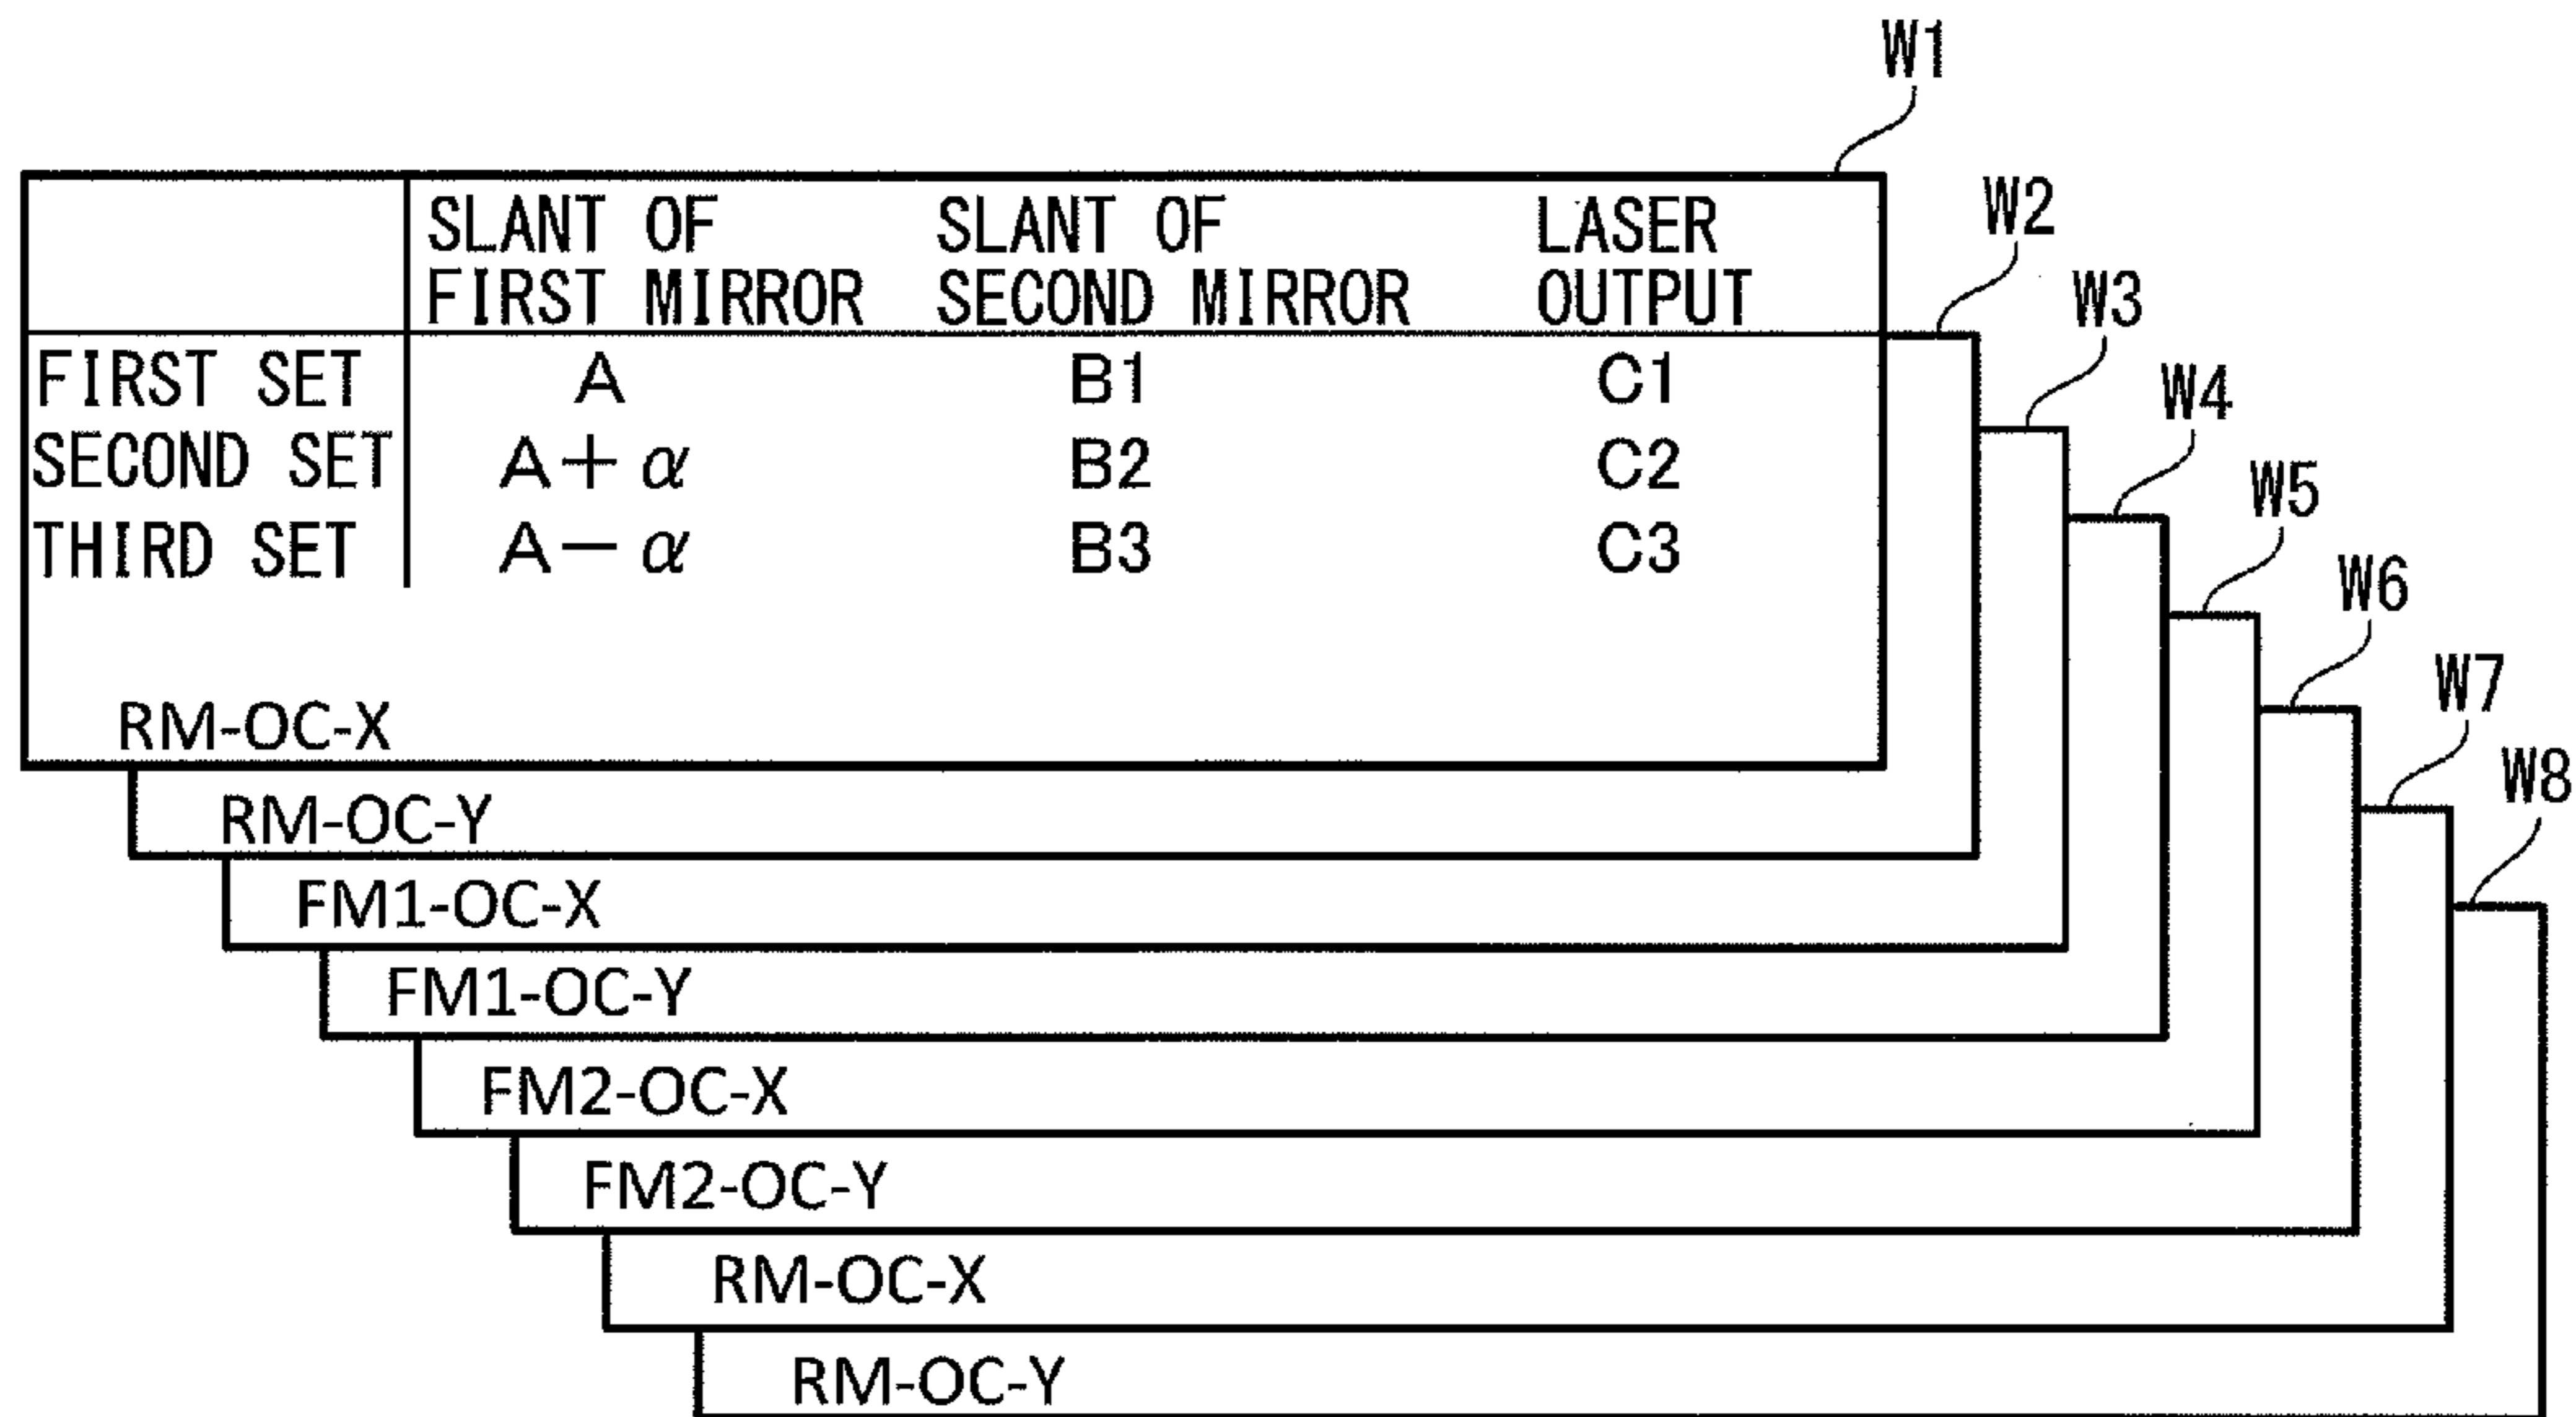 W1
W2
W3
W4
W5
W6
W7
W8
SLANT OF FIRST MIRROR SLANT OF SECOND MIRROR LASER OUTPUT
FIRST SET A B1 C1
SECOND SET A+α B2 C2
THIRD SET A−α B3 C3
RM-OC-X
RM-OC-Y
FM1-OC-X
FM1-OC-Y
FM2-OC-X
FM2-OC-Y
RM-OC-X
RM-OC-Y